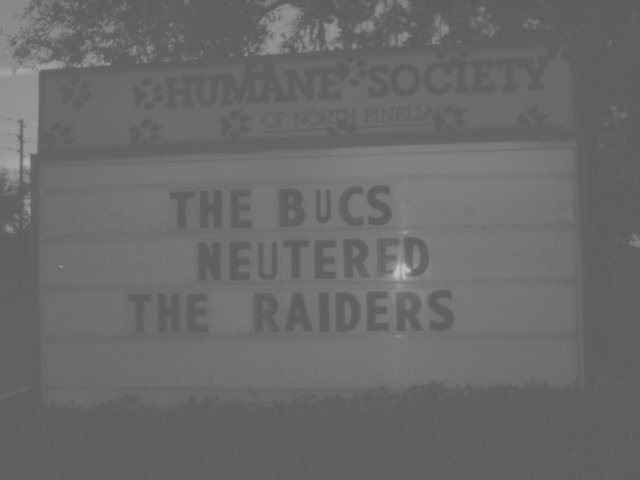 HUMANE SOCIETY
OF NORTH PINELLAS
THE BUCS
NEUTERED
THE RAIDERS